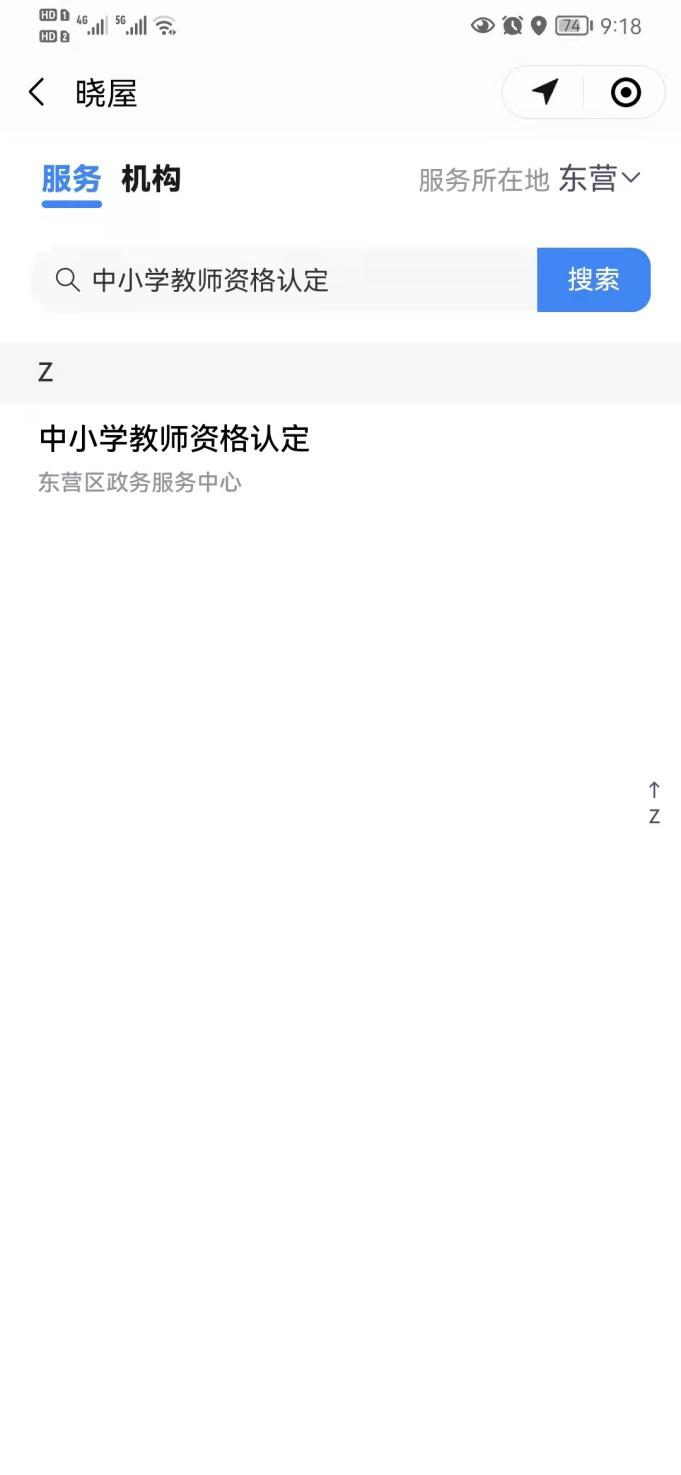 HD 1 4G 5G
HD 2
74 9:18
晓屋
服务 机构 服务所在地 东营
中小学教师资格认定 搜索
Z
中小学教师资格认定
东营区政务服务中心
↑
Z